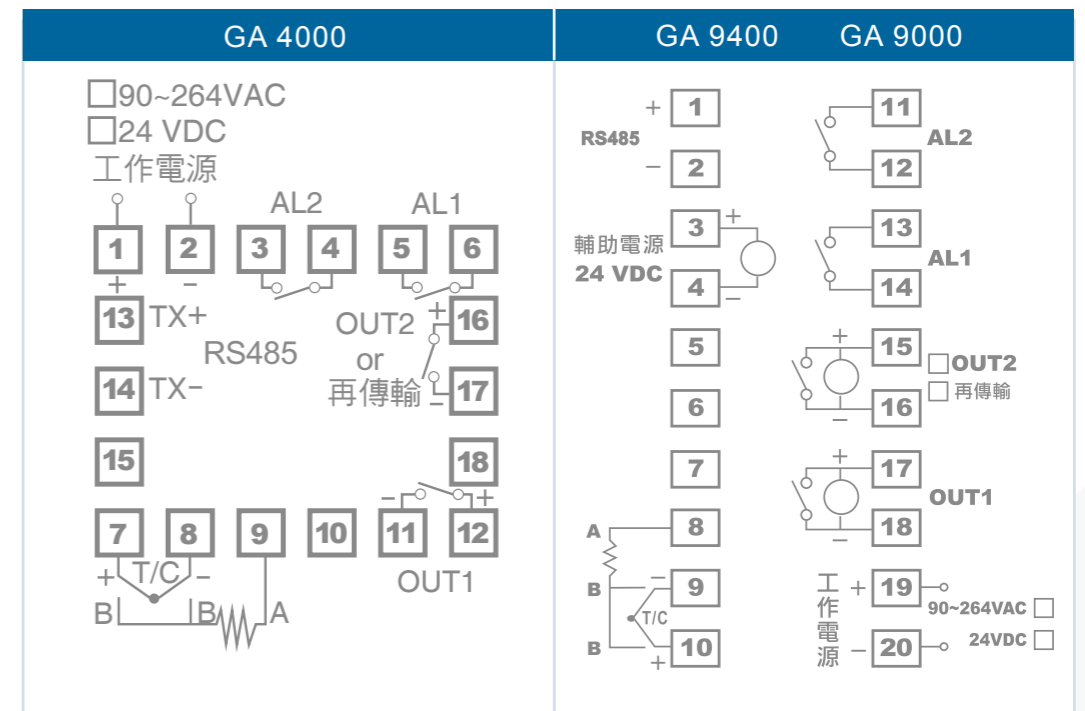 GA 4000
GA 9400 GA 9000
□90~264VAC
□24 VDC
工作電源
AL2 AL1
1 2 3 4 5 6
+ −
13 TX+ OUT2 + 16
RS485 or
14 TX− 再傳輸 − 17
15 18
− +
7 8 9 10 11 12
+ T/C − OUT1
B B A
+ 1
RS485
− 2
3 +
輔助電源
24 VDC
4 −
5
6
7
A 8
B − 9
T/C
B + 10
11
AL2
12
13
AL1
14
+ 15
□OUT2
□再傳輸
− 16
+ 17
OUT1
− 18
工作電源
+ 19
90~264VAC □
24VDC □
− 20